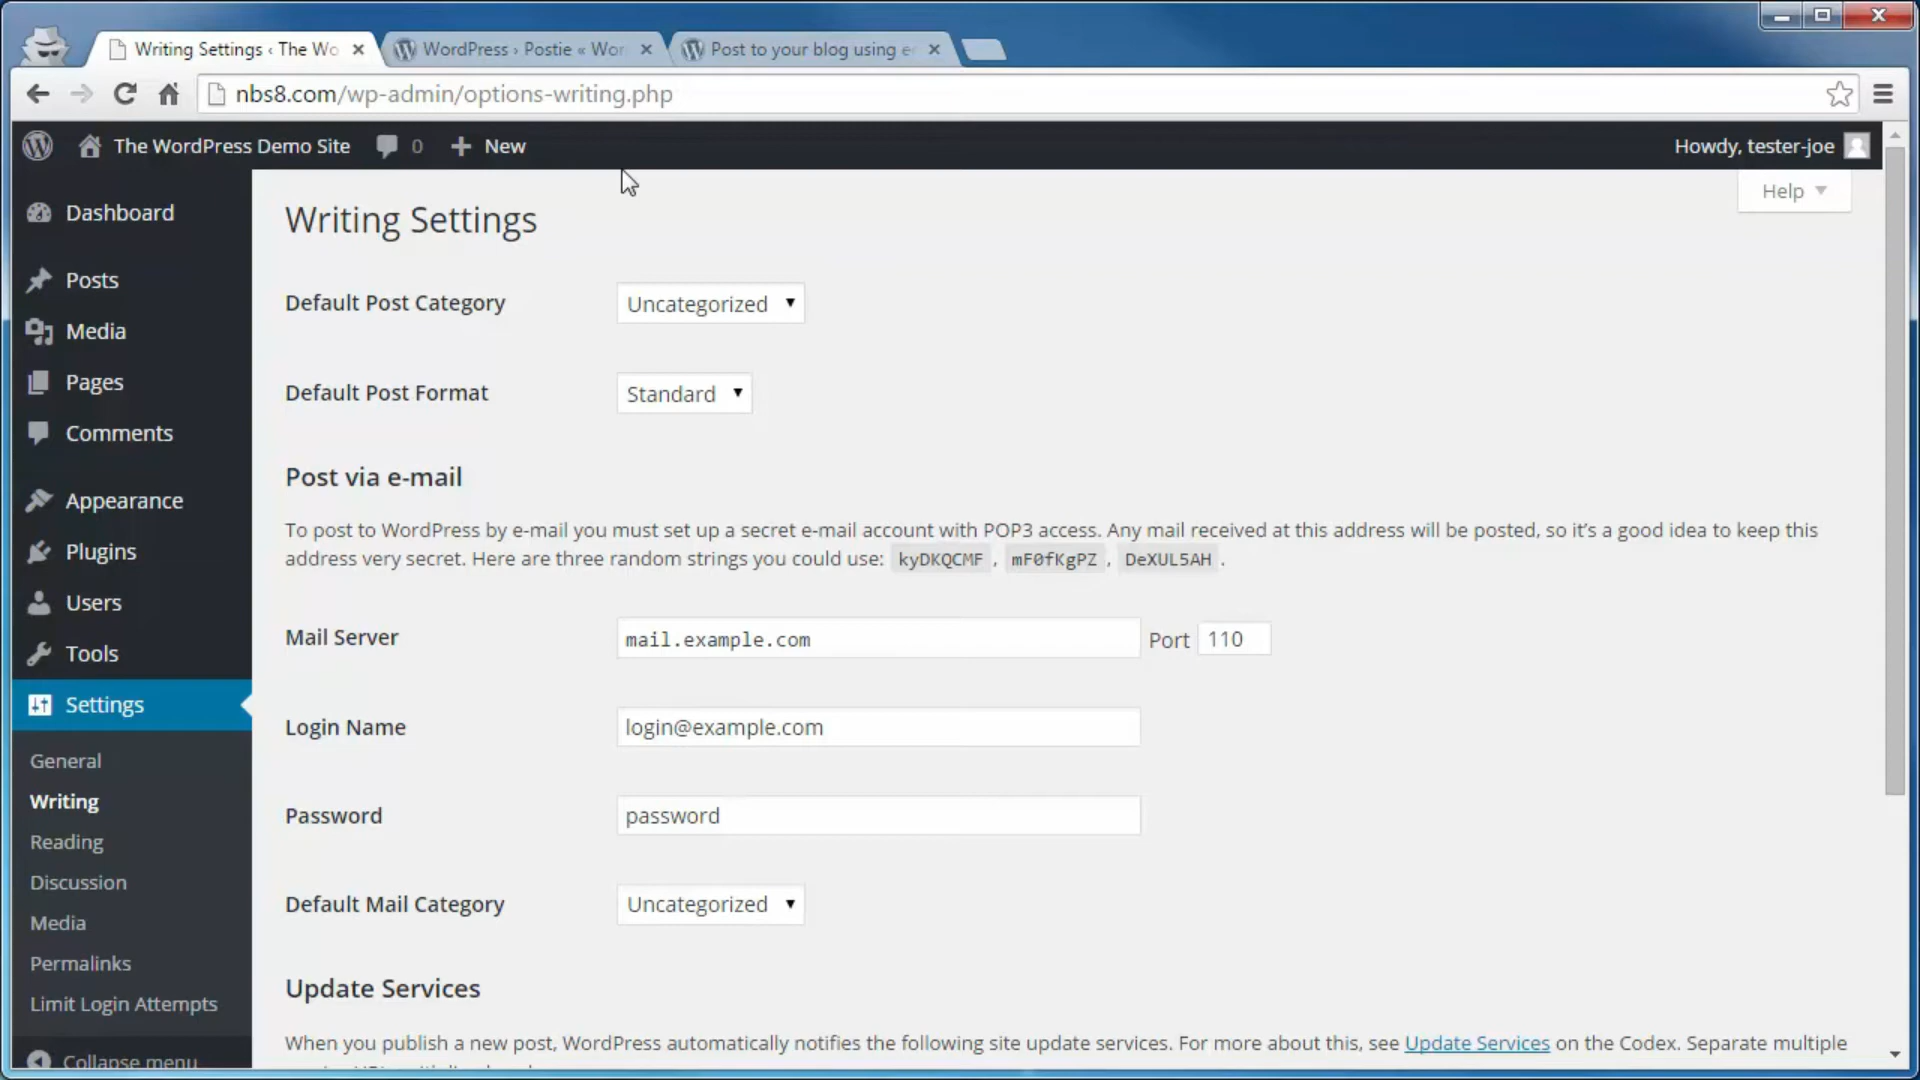 Writing Settings ‹ The Wo
WordPress › Postie « Wor
Post to your blog using e
nbs8.com/wp-admin/options-writing.php
The WordPress Demo Site 0 New
Howdy, tester-joe
Help
Dashboard
Posts
Media
Pages
Comments
Appearance
Plugins
Users
Tools
Settings
General
Writing
Reading
Discussion
Media
Permalinks
Limit Login Attempts
Collapse menu
Writing Settings
Default Post Category Uncategorized
Default Post Format Standard
Post via e-mail
To post to WordPress by e-mail you must set up a secret e-mail account with POP3 access. Any mail received at this address will be posted, so it’s a good idea to keep this
address very secret. Here are three random strings you could use: kyDKQCMF , mF0fKgPZ , DeXUL5AH .
Mail Server mail.example.com Port 110
Login Name login@example.com
Password password
Default Mail Category Uncategorized
Update Services
When you publish a new post, WordPress automatically notifies the following site update services. For more about this, see Update Services on the Codex. Separate multiple